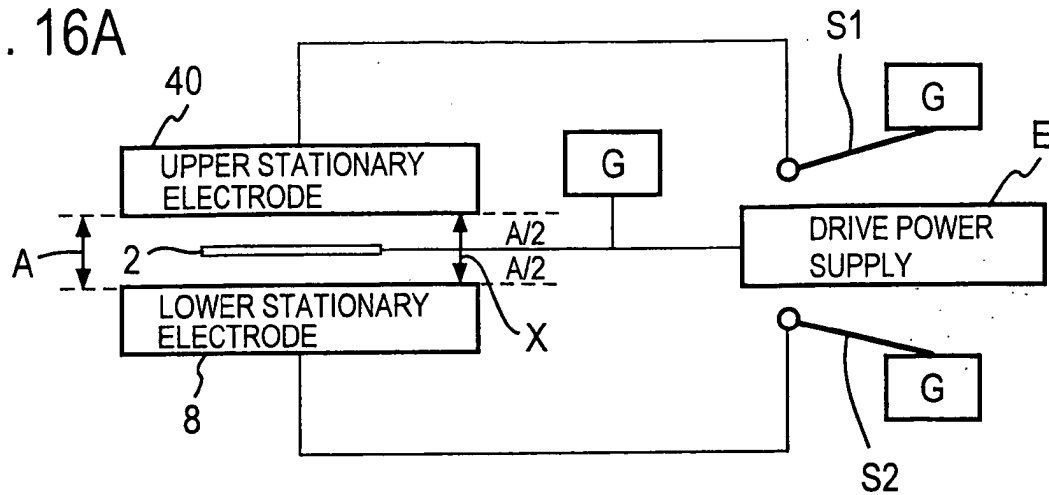 . 16A
S1
40
G
E
G
UPPER STATIONARY
ELECTRODE
A/2
DRIVE POWER
SUPPLY
A
2
A/2
LOWER STATIONARY
ELECTRODE
X
G
8
S2